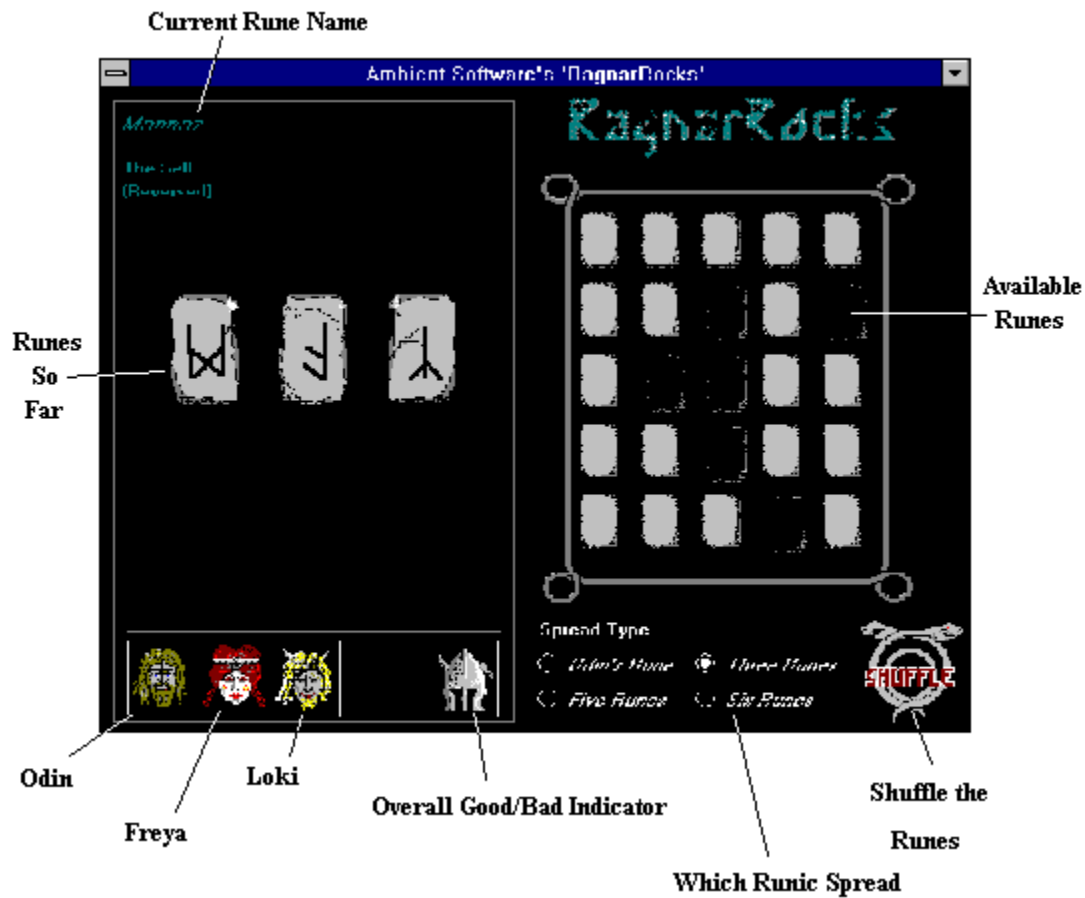 Current Rune Name
Ambient Software's 'RagnarRocks'
RagnarRocks
Mannaz
The Self
(Reversed)
Available
Runes
Runes
So
Far
Spread Type
Odin's Rune
Three Runes
Five Runes
Six Runes
SHUFFLE
Odin
Freya
Loki
Overall Good/Bad Indicator
Shuffle the
Runes
Which Runic Spread